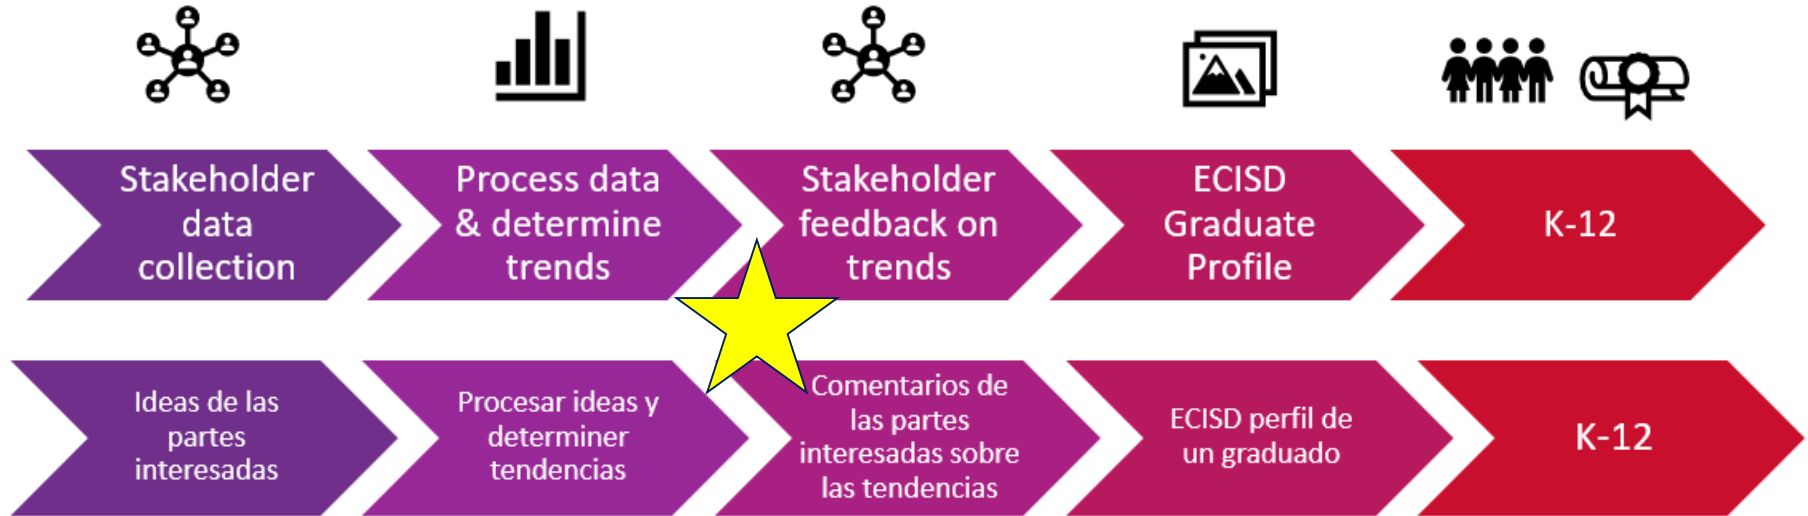 Stakeholder
data
collection
Process data
& determine
trends
Stakeholder
feedback on
trends
ECISD
Graduate
Profile
K-12
Ideas de las
partes
interesadas
Procesar ideas y
determiner
tendencias
Comentarios de
las partes
interesadas sobre
las tendencias
ECISD perfil de
un graduado
K-12